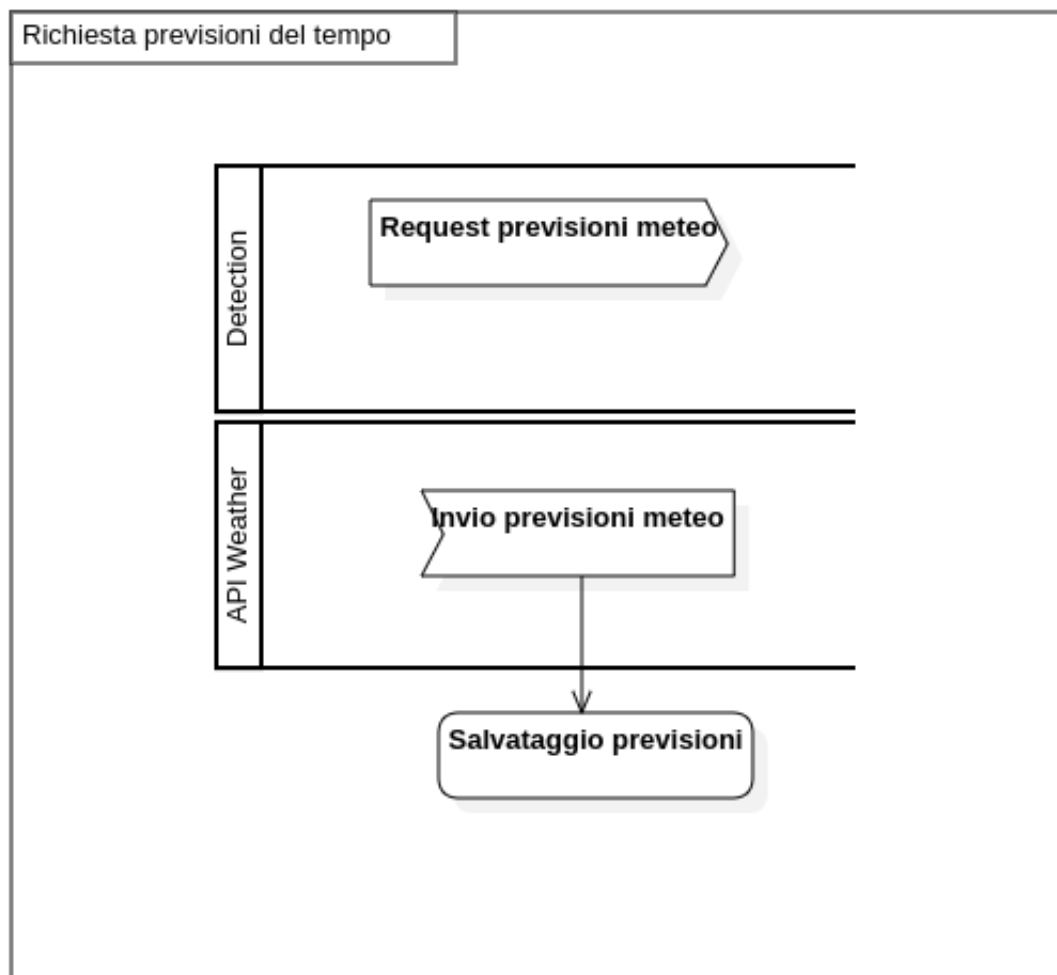 Richiesta previsioni del tempo
Detection
Request previsioni meteo
API Weather
Invio previsioni meteo
Salvataggio previsioni